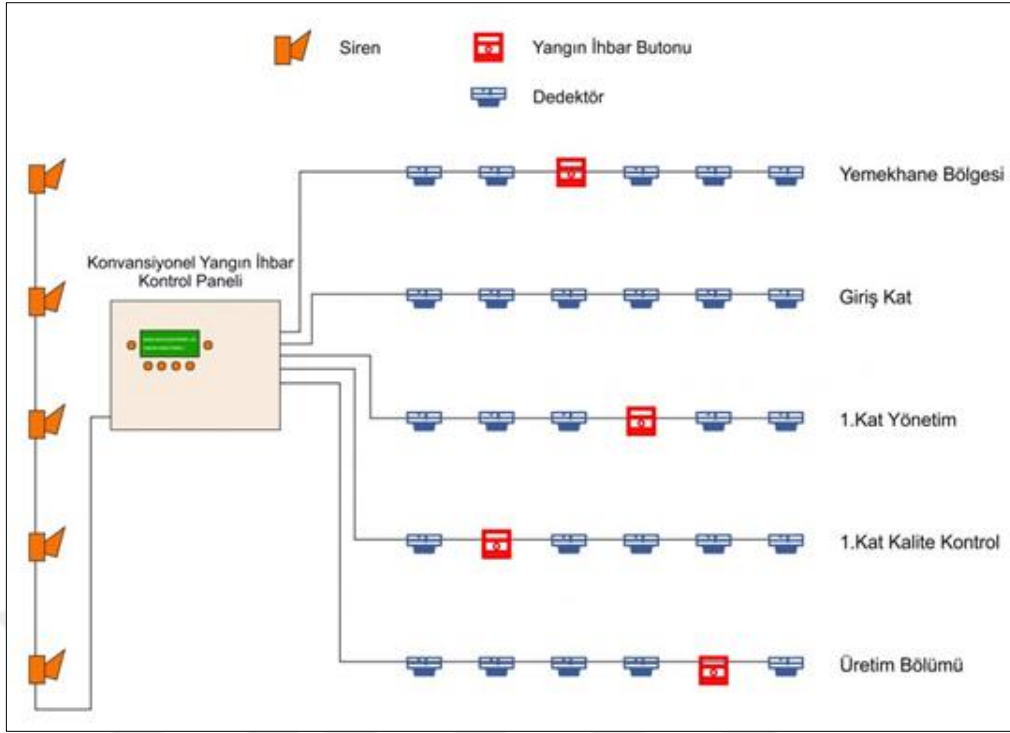 Siren
Yangın İhbar Butonu
Dedektör
Yemekhane Bölgesi
Konvansiyonel Yangın İhbar
Kontrol Paneli
Giriş Kat
1.Kat Yönetim
1.Kat Kalite Kontrol
Üretim Bölümü